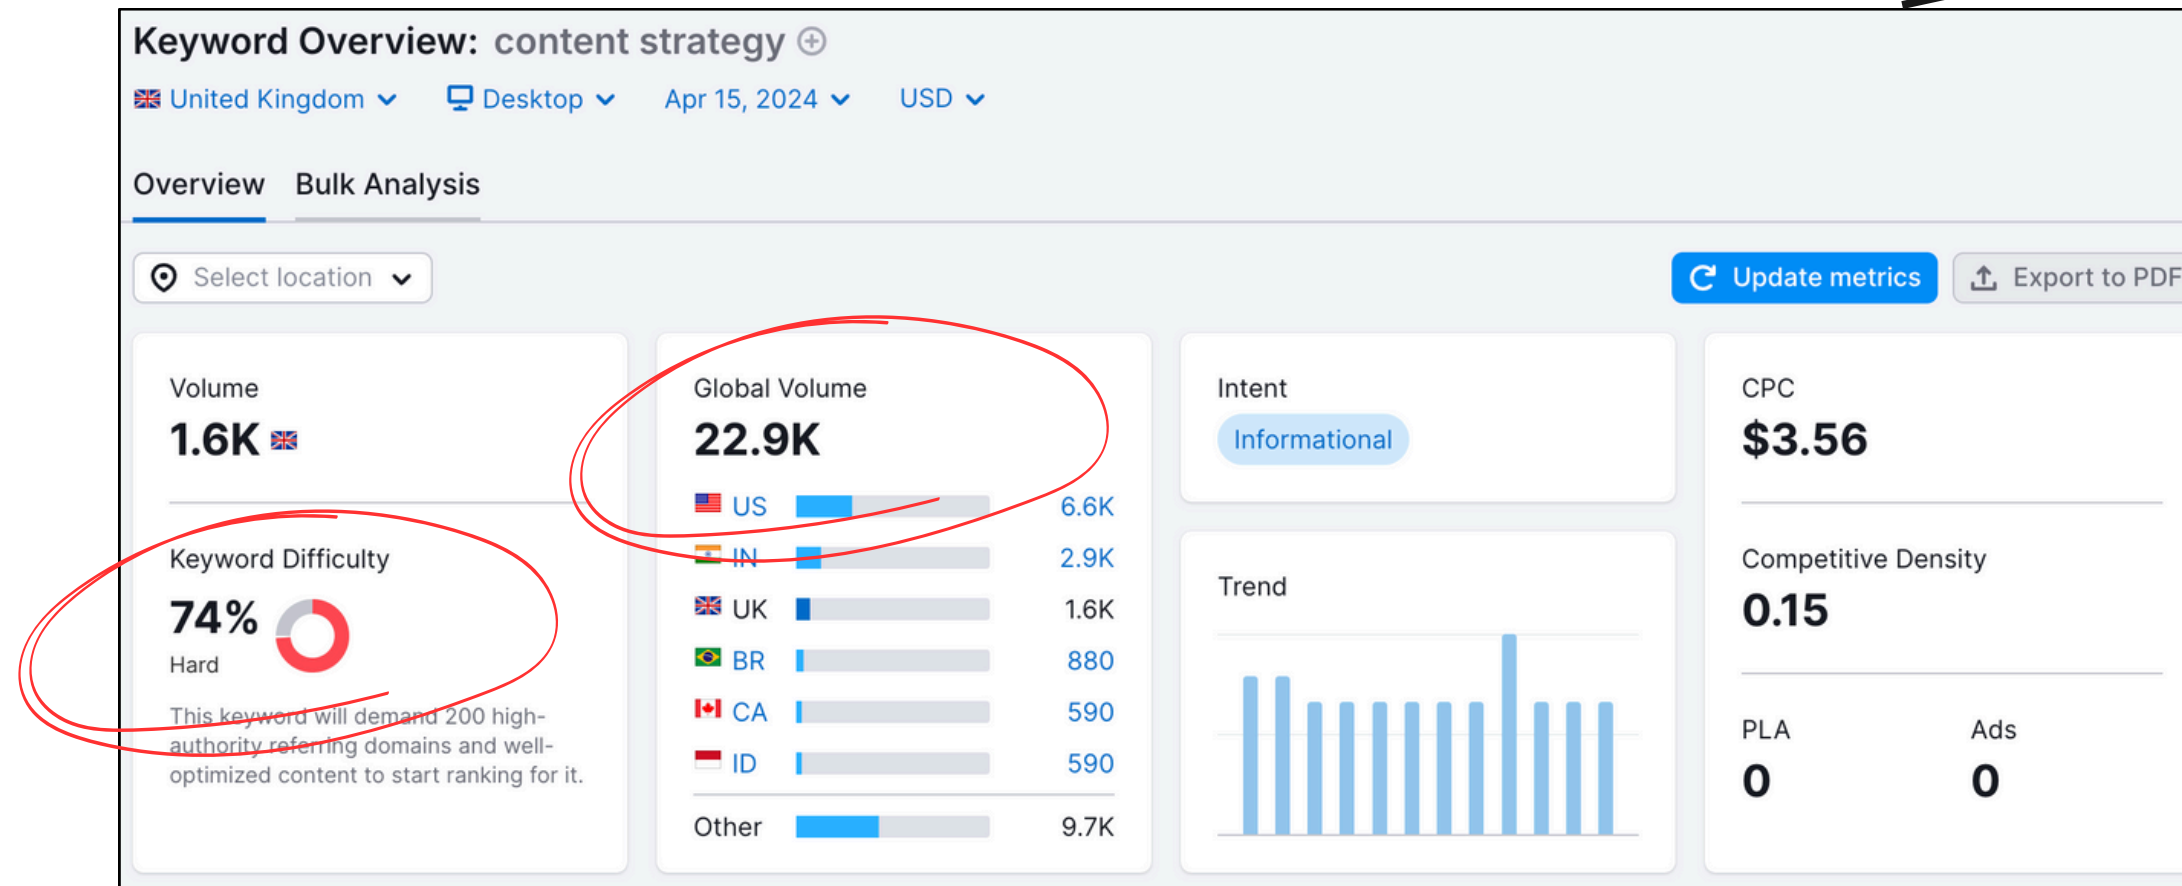 Keyword Overview: content strategy
United Kingdom Desktop Apr 15, 2024 USD
Overview Bulk Analysis
Select location
Update metrics Export to PDF
Volume
1.6K
Keyword Difficulty
74%
Hard
This keyword will demand 200 high-
authority referring domains and well-
optimized content to start ranking for it.
Global Volume
22.9K
US 6.6K
IN 2.9K
UK 1.6K
BR 880
CA 590
ID 590
Other 9.7K
Intent
Informational
Trend
CPC
$3.56
Competitive Density
0.15
PLA Ads
0 0